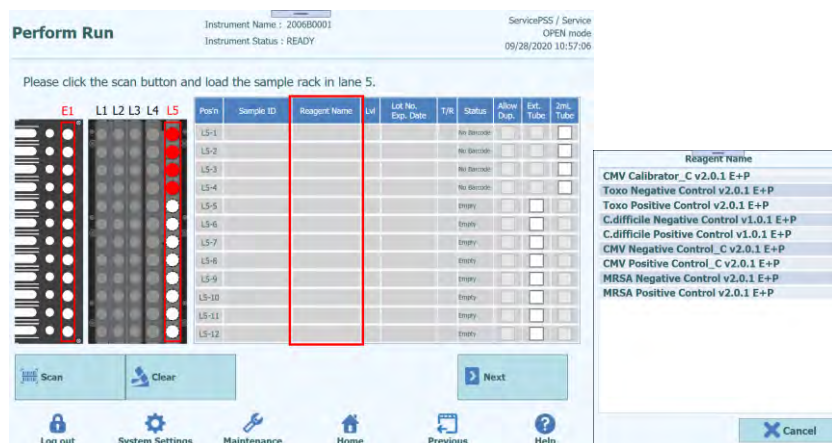 Perform Run
Instrument Name : 2006B0001
Instrument Status : READY
ServicePSS / Service
OPEN mode
09/28/2020 10:57:06
Please click the scan button and load the sample rack in lane 5.
E1 L1 L2 L3 L4 L5
Pos'n Sample ID Reagent Name Lvl Lot No. Exp. Date T/R Status Allow Dup. Ext. Tube 2mL Tube
L5-1 No Barcode
L5-2 No Barcode
L5-3 No Barcode
L5-4 No Barcode
L5-5 Empty
L5-6 Empty
L5-7 Empty
L5-8 Empty
L5-9 Empty
L5-10 Empty
L5-11 Empty
L5-12 Empty
Scan Clear Next
Log out System Settings Maintenance Home Previous Help
Reagent Name
CMV Calibrator_C v2.0.1 E+P
Toxo Negative Control v2.0.1 E+P
Toxo Positive Control v2.0.1 E+P
C.difficile Negative Control v1.0.1 E+P
C.difficile Positive Control v1.0.1 E+P
CMV Negative Control_C v2.0.1 E+P
CMV Positive Control_C v2.0.1 E+P
MRSA Negative Control v2.0.1 E+P
MRSA Positive Control v2.0.1 E+P
Cancel